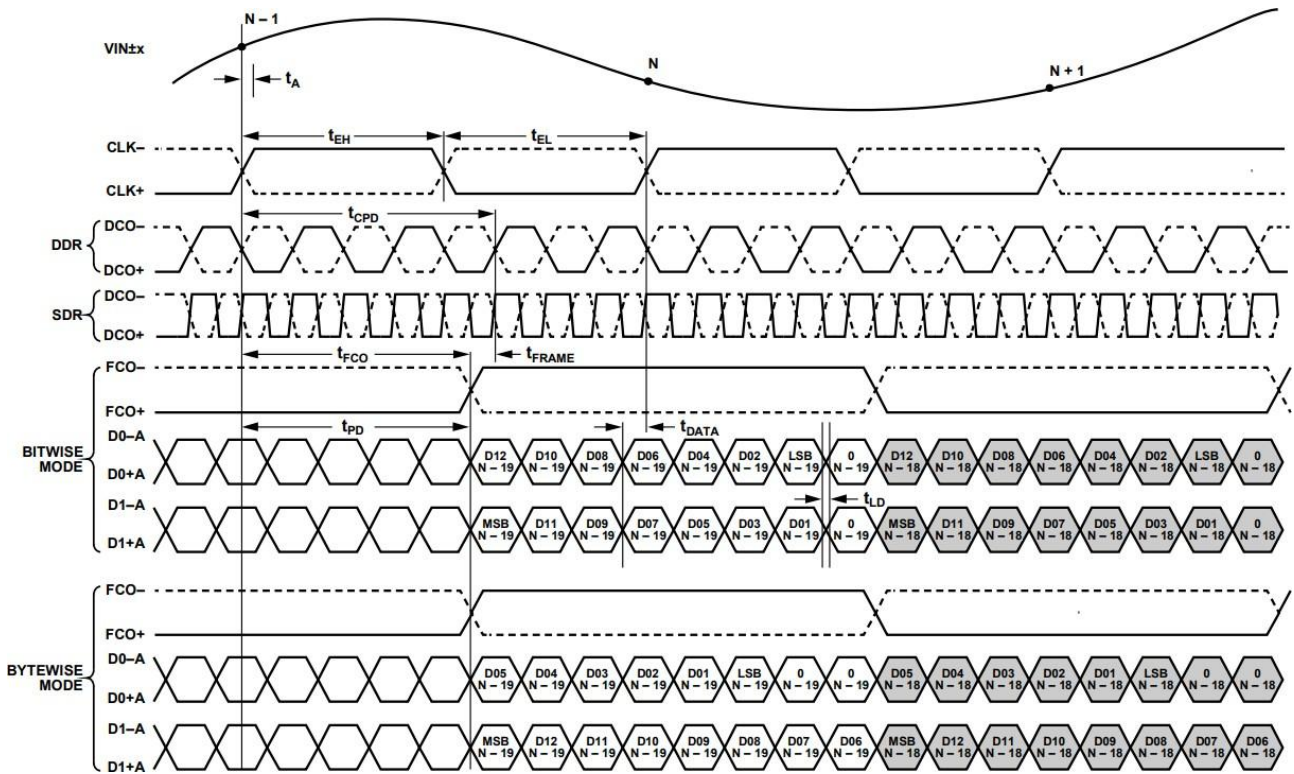 N – 1
VIN±x
N
N + 1
tA
tEH
tEL
CLK–
CLK+
tCPD
DDR
DCO–
DCO+
SDR
DCO–
DCO+
tFCO
tFRAME
BITWISE
MODE
FCO–
FCO+
tPD
tDATA
D0–A
D0+A
D12 D10 D08 D06 D04 D02 LSB 0 D12 D10 D08 D06 D04 D02 LSB 0
N – 19 N – 19 N – 19 N – 19 N – 19 N – 19 N – 19 N – 19 N – 18 N – 18 N – 18 N – 18 N – 18 N – 18 N – 18 N – 18
tLD
D1–A
D1+A
MSB D11 D09 D07 D05 D03 D01 0 MSB D11 D09 D07 D05 D03 D01 0
N – 19 N – 19 N – 19 N – 19 N – 19 N – 19 N – 19 N – 19 N – 18 N – 18 N – 18 N – 18 N – 18 N – 18 N – 18 N – 18
BYTEWISE
MODE
FCO–
FCO+
D0–A
D0+A
D05 D04 D03 D02 D01 LSB 0 0 D05 D04 D03 D02 D01 LSB 0 0
N – 19 N – 19 N – 19 N – 19 N – 19 N – 19 N – 19 N – 19 N – 18 N – 18 N – 18 N – 18 N – 18 N – 18 N – 18 N – 18
D1–A
D1+A
MSB D12 D11 D10 D09 D08 D07 D06 MSB D12 D11 D10 D09 D08 D07 D06
N – 19 N – 19 N – 19 N – 19 N – 19 N – 19 N – 19 N – 19 N – 18 N – 18 N – 18 N – 18 N – 18 N – 18 N – 18 N – 18